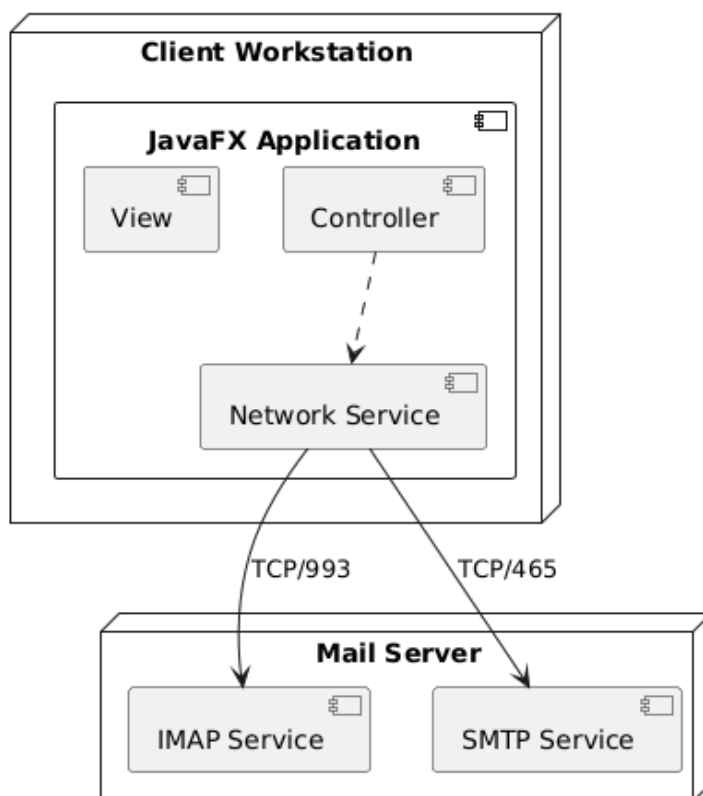 Client Workstation
JavaFX Application
View
Controller
Network Service
TCP/993
TCP/465
Mail Server
IMAP Service
SMTP Service